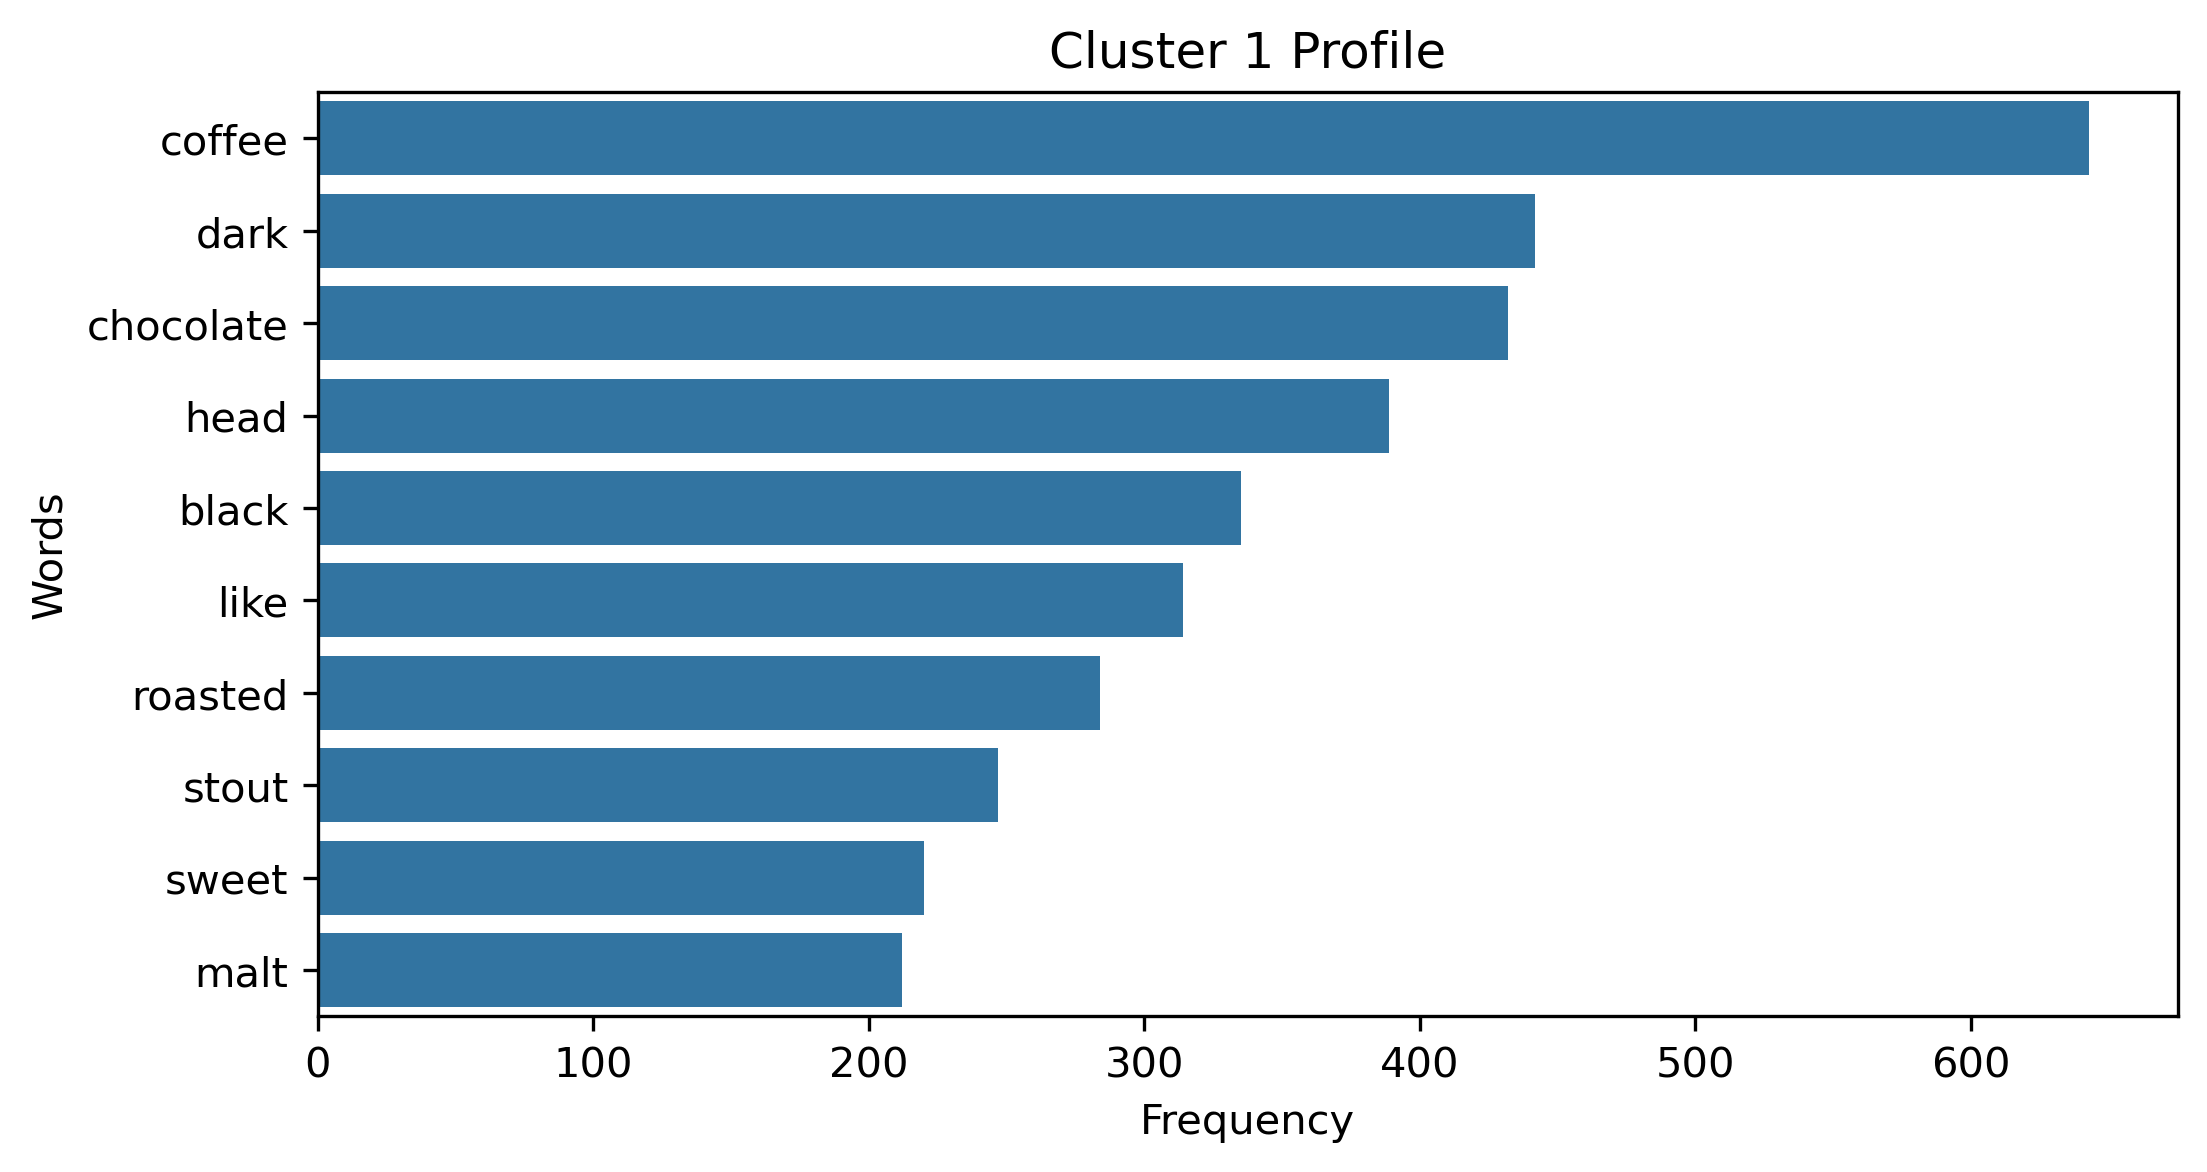 Cluster 1 Profile
coffee
dark
chocolate
head
black
like
roasted
stout
sweet
malt
Words
0 100 200 300 400 500 600
Frequency